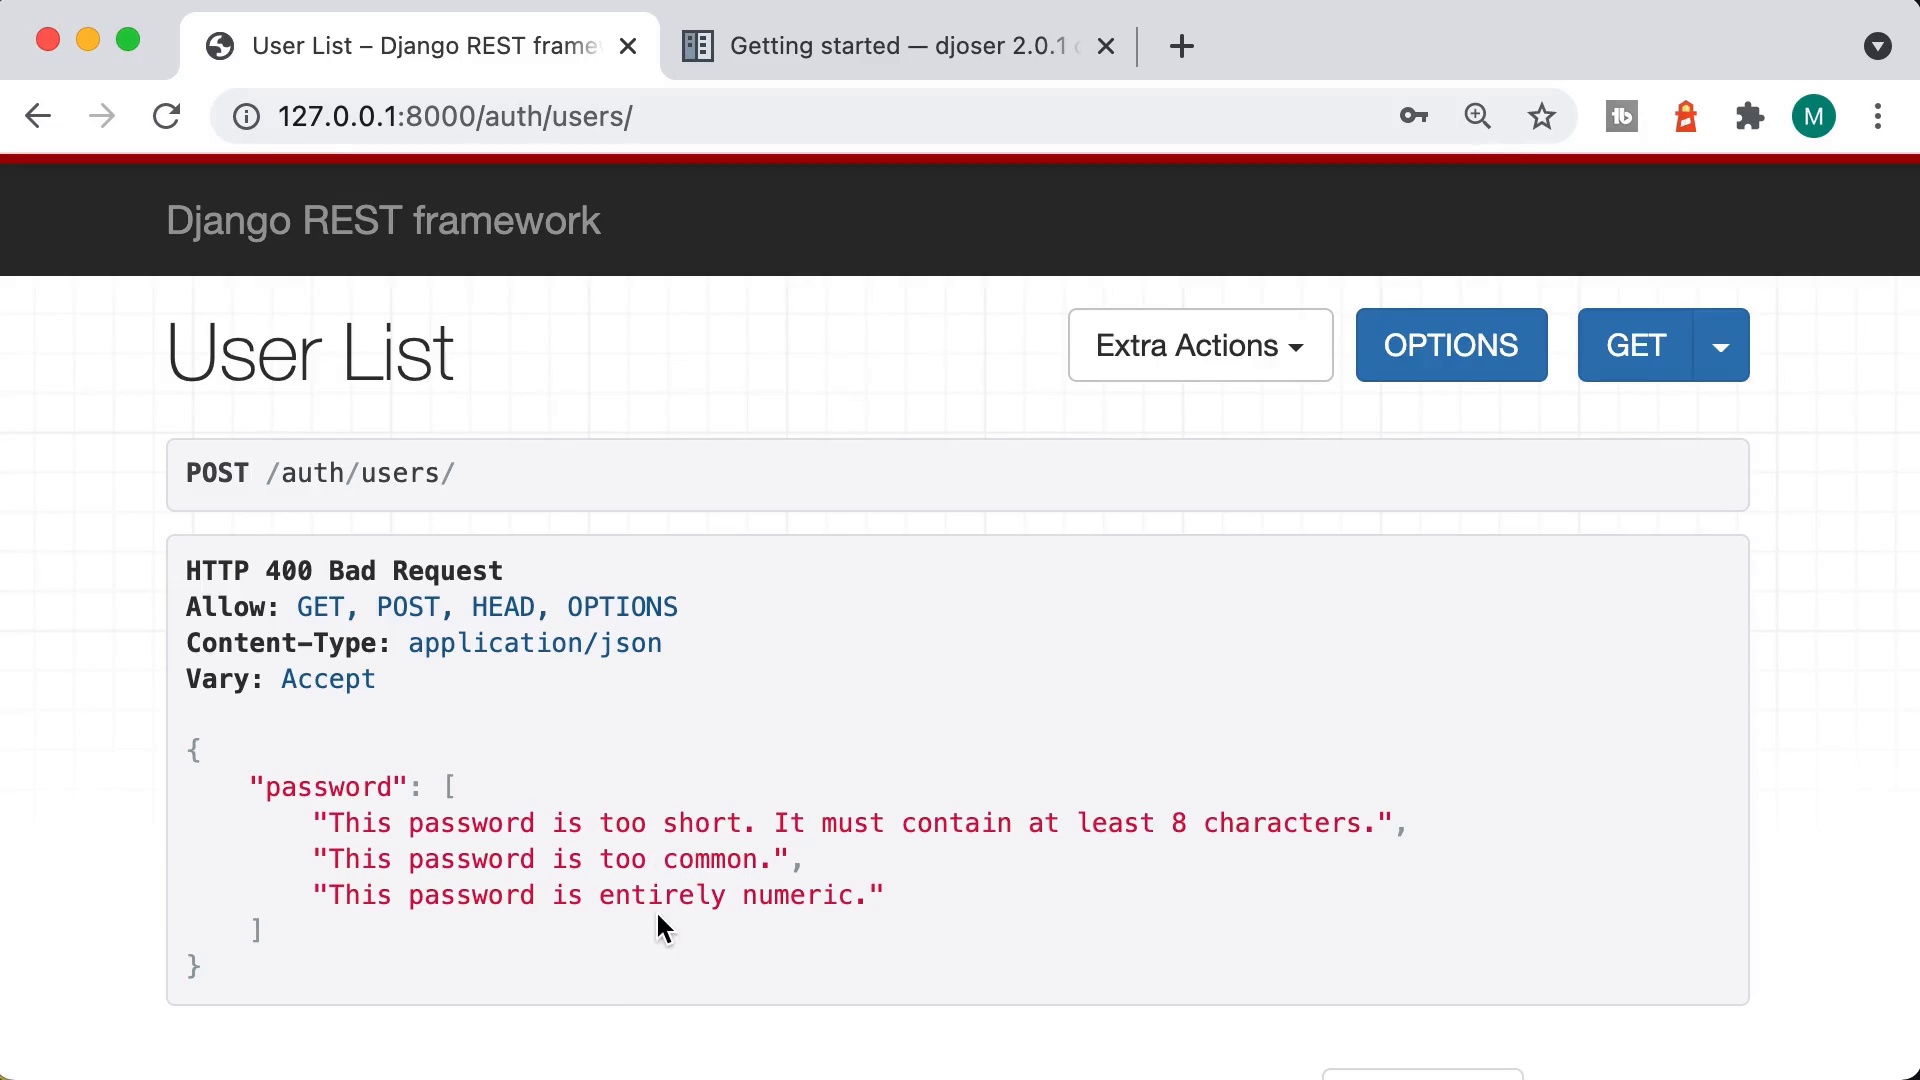 User List – Django REST frame
Getting started — djoser 2.0.1
127.0.0.1:8000/auth/users/
M
Django REST framework
User List
Extra Actions
OPTIONS
GET
POST /auth/users/
HTTP 400 Bad Request
Allow: GET, POST, HEAD, OPTIONS
Content-Type: application/json
Vary: Accept
{
"password": [
"This password is too short. It must contain at least 8 characters.",
"This password is too common.",
"This password is entirely numeric."
]
}